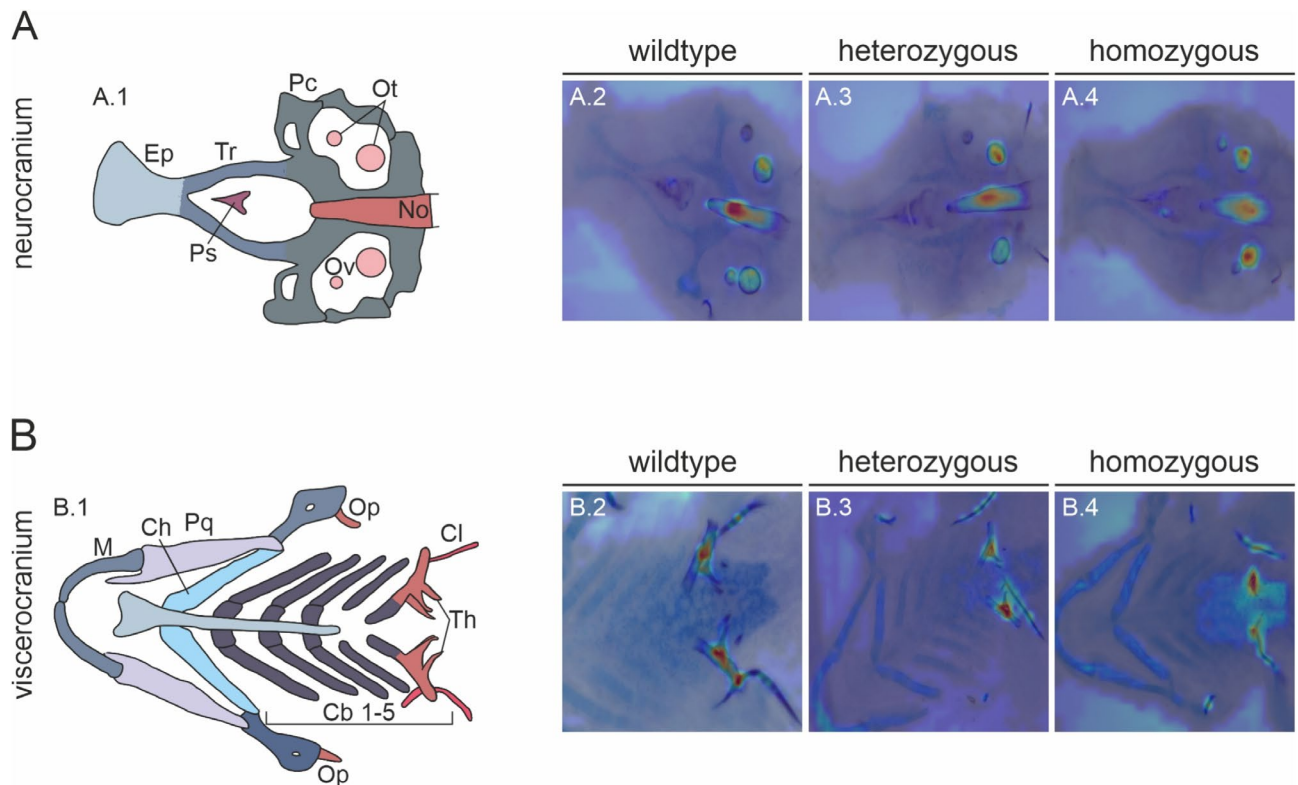 A
neurocranium
A.1
Pc
Ot
Ep
Tr
No
Ps
Ov
wildtype
heterozygous
homozygous
A.2
A.3
A.4
B
viscerocranium
B.1
Op
Ch
Pq
Cl
M
Th
Cb 1-5
Op
wildtype
heterozygous
homozygous
B.2
B.3
B.4